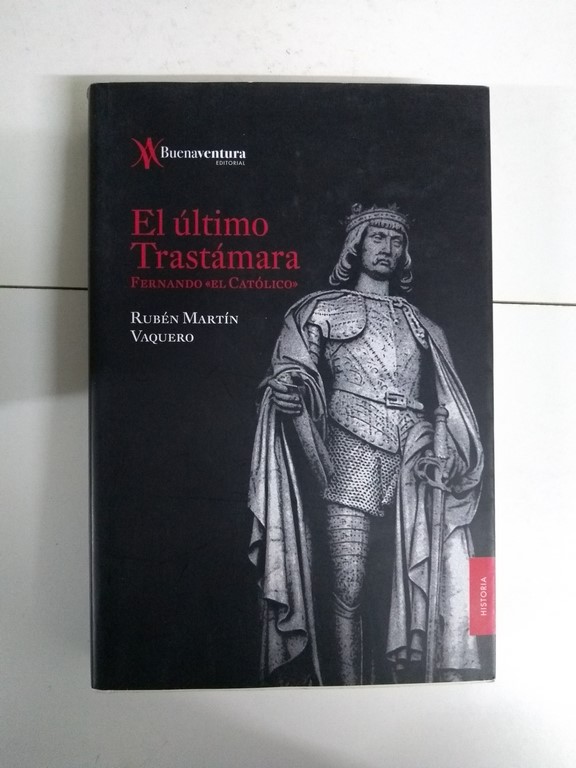 Buenaventura
EDITORIAL
El último
Trastámara
FERNANDO «EL CATÓLICO»
RUBÉN MARTÍN
VAQUERO
HISTORIA